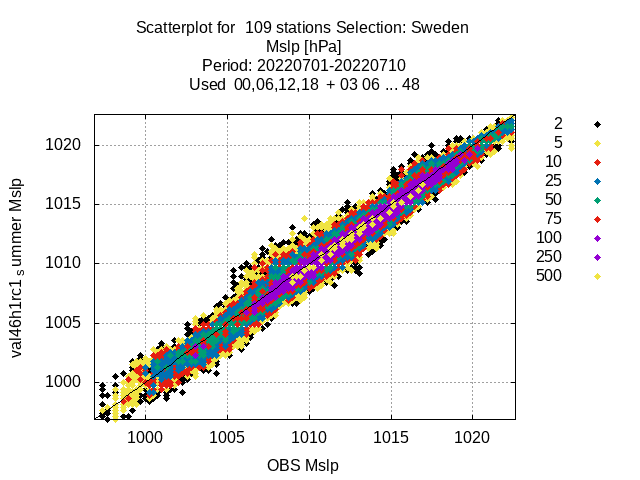 Scatterplot for  109 stations Selection: Sweden
Mslp [hPa]
Period: 20220701-20220710
Used  00,06,12,18  + 03 06 ... 48
val46h1rc1 s ummer Mslp
1020
1015
1010
1005
1000
1000 1005 1010 1015 1020
OBS Mslp
2
5
10
25
50
75
100
250
500